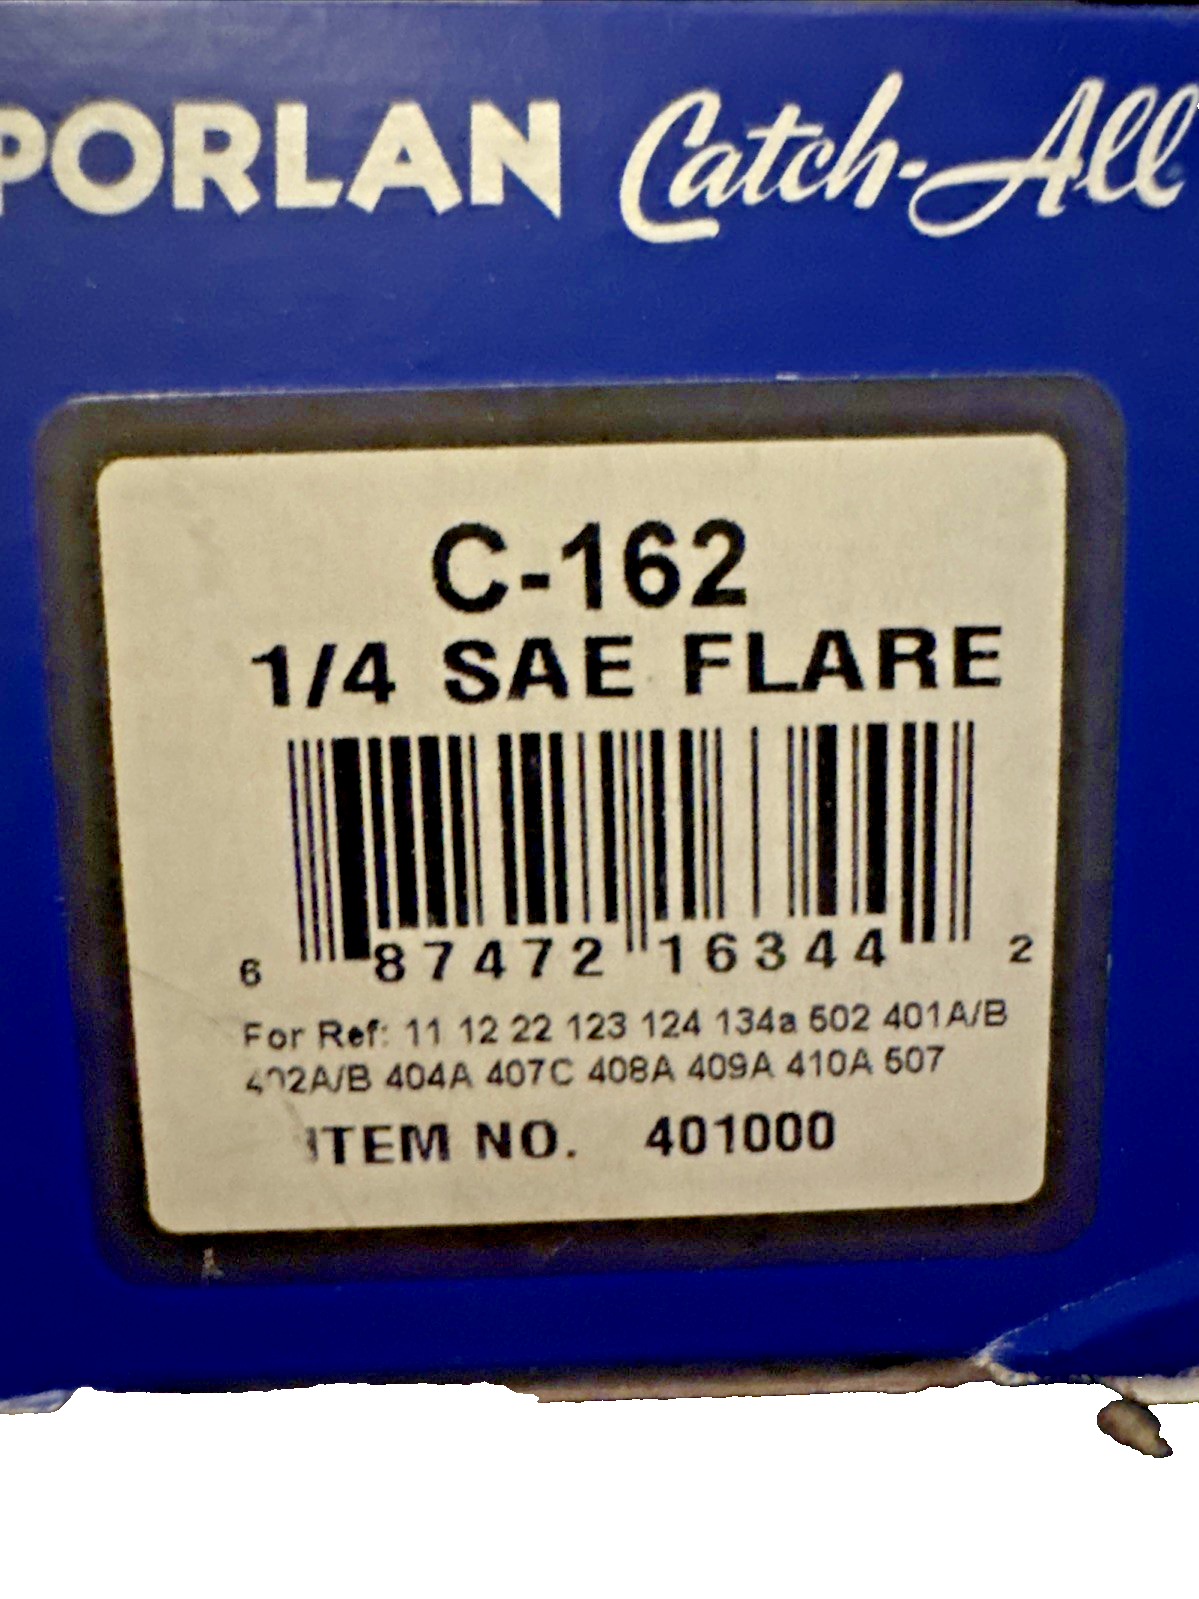 PORLAN Catch-All
C-162
1/4 SAE FLARE
6 87472 16344 2
For Ref: 11 12 22 123 124 134a 502 401A/B
402A/B 404A 407C 408A 409A 410A 507
ITEM NO. 401000